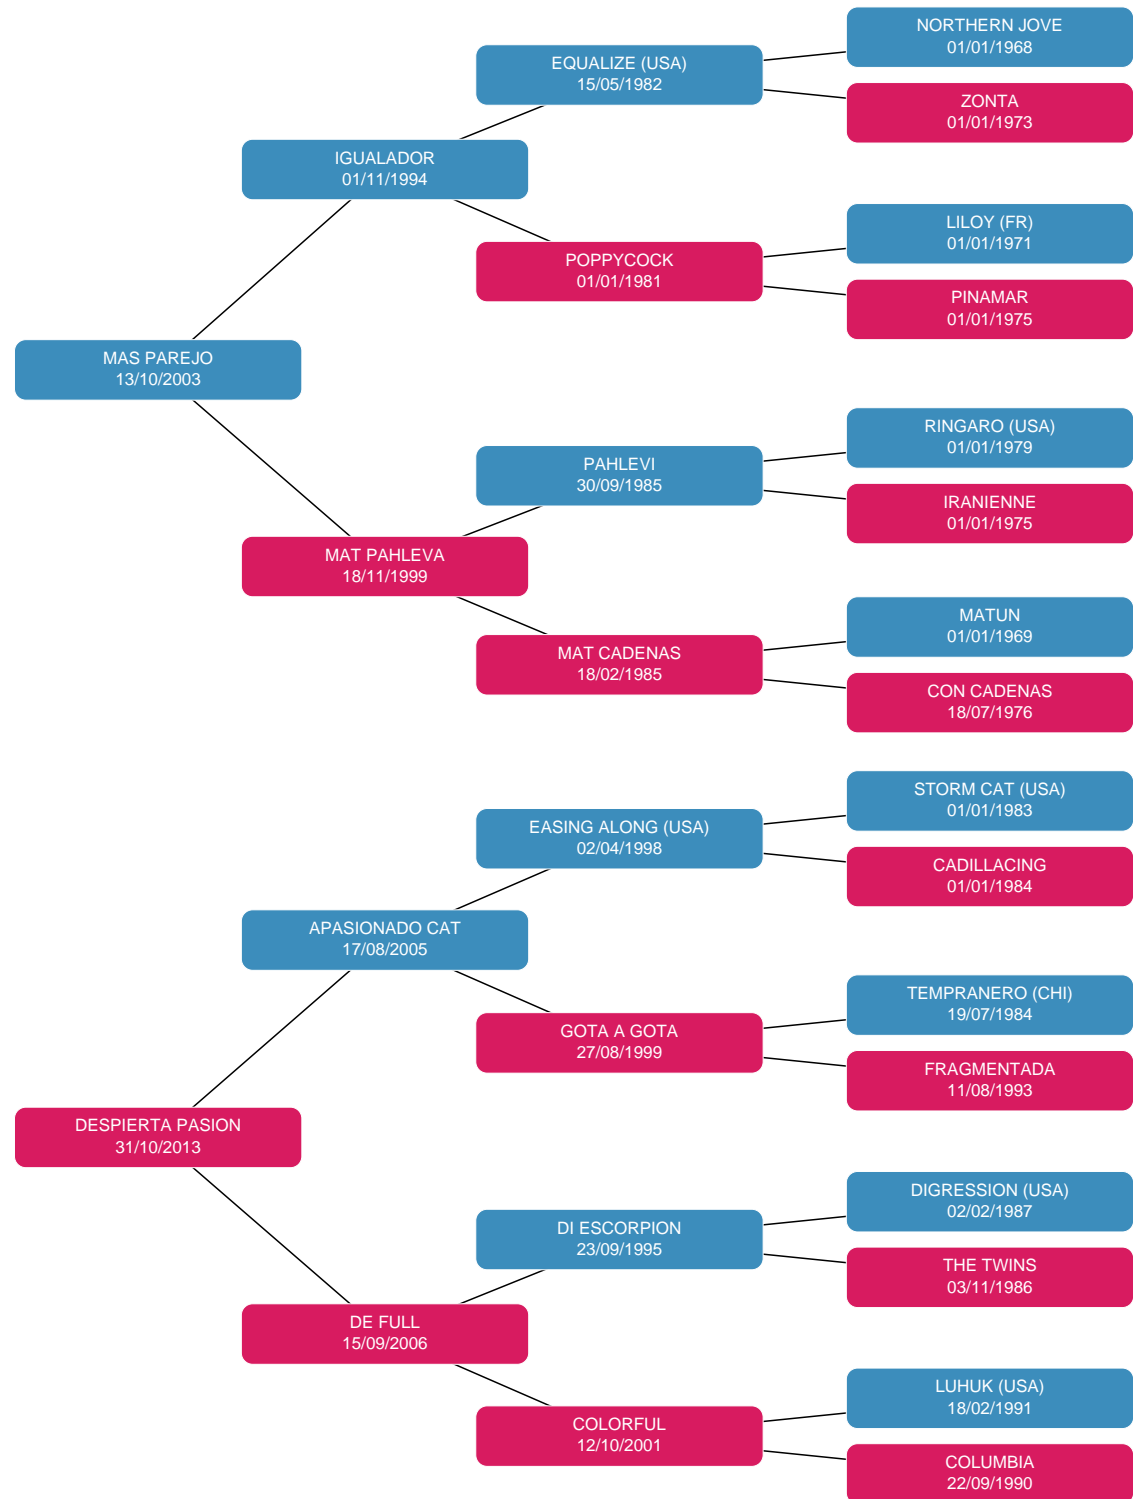 NORTHERN JOVE
01/01/1968
EQUALIZE (USA)
15/05/1982
ZONTA
01/01/1973
IGUALADOR
01/11/1994
LILOY (FR)
01/01/1971
POPPYCOCK
01/01/1981
PINAMAR
01/01/1975
MAS PAREJO
13/10/2003
RINGARO (USA)
01/01/1979
PAHLEVI
30/09/1985
IRANIENNE
01/01/1975
MAT PAHLEVA
18/11/1999
MATUN
01/01/1969
MAT CADENAS
18/02/1985
CON CADENAS
18/07/1976
STORM CAT (USA)
01/01/1983
EASING ALONG (USA)
02/04/1998
CADILLACING
01/01/1984
APASIONADO CAT
17/08/2005
TEMPRANERO (CHI)
19/07/1984
GOTA A GOTA
27/08/1999
FRAGMENTADA
11/08/1993
DESPIERTA PASION
31/10/2013
DIGRESSION (USA)
02/02/1987
DI ESCORPION
23/09/1995
THE TWINS
03/11/1986
DE FULL
15/09/2006
LUHUK (USA)
18/02/1991
COLORFUL
12/10/2001
COLUMBIA
22/09/1990